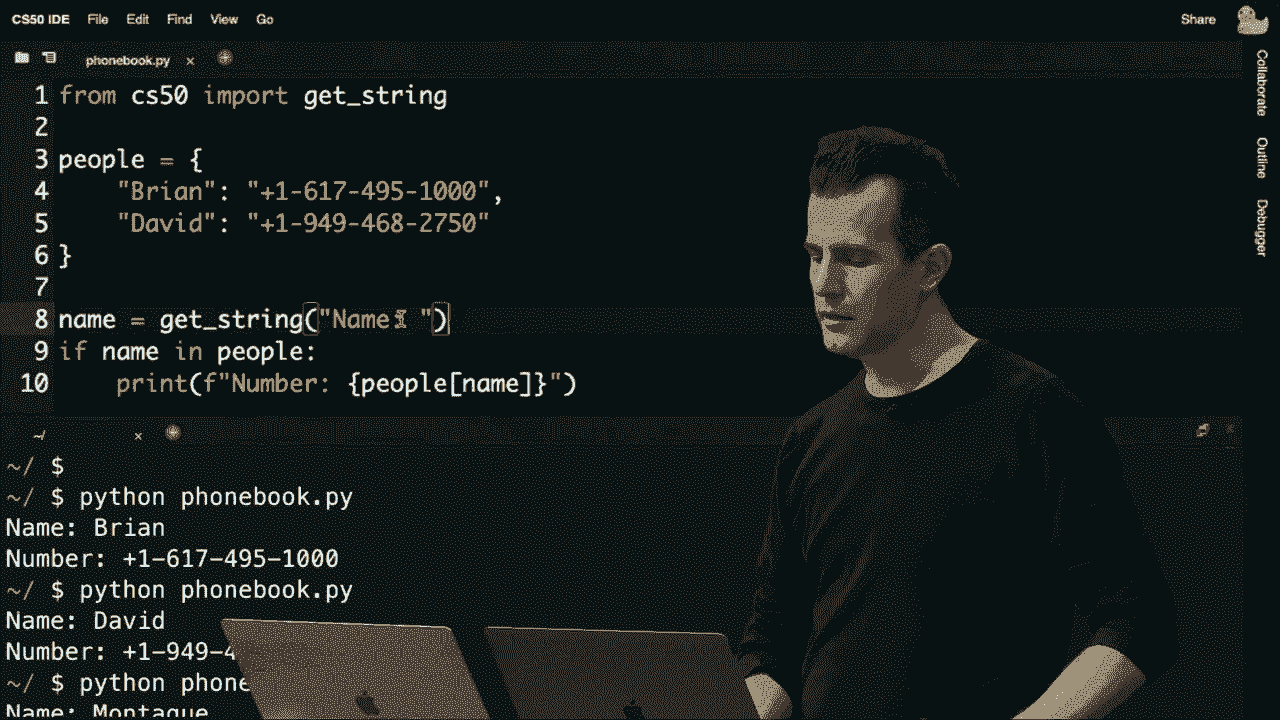 CS50 IDE File Edit Find View Go Share
phonebook.py ×
1 from cs50 import get_string
2
3 people = {
4     "Brian": "+1-617-495-1000",
5     "David": "+1-949-468-2750"
6 }
7
8 name = get_string("Name: ")
9 if name in people:
10     print(f"Number: {people[name]}")
Collaborate
Outline
Debugger
~/ ×
~/ $
~/ $ python phonebook.py
Name: Brian
Number: +1-617-495-1000
~/ $ python phonebook.py
Name: David
Number: +1-949-4
~/ $ python phone
Name: Montague